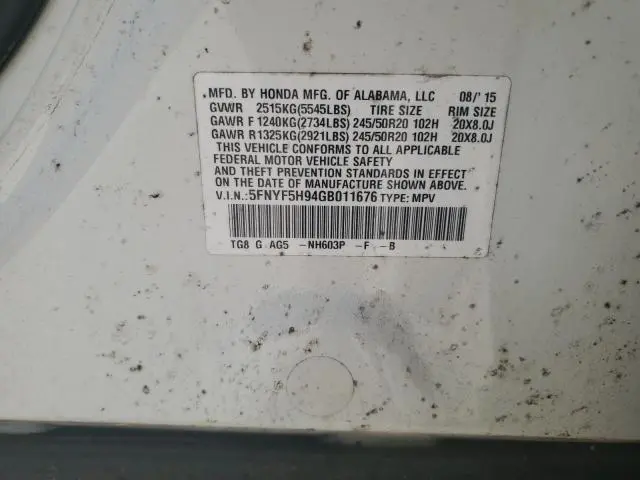 MFD. BY HONDA MFG. OF ALABAMA, LLC 08/'15
GVWR 2515KG(5545LBS) TIRE SIZE RIM SIZE
GAWR F 1240KG(2734LBS) 245/50R20 102H 20X8.0J
GAWR R 1325KG(2921LBS) 245/50R20 102H 20X8.0J
THIS VEHICLE CONFORMS TO ALL APPLICABLE
FEDERAL MOTOR VEHICLE SAFETY
AND THEFT PREVENTION STANDARDS IN EFFECT
ON THE DATE OF MANUFACTURE SHOWN ABOVE.
V.I.N.: 5FNYF5H94GB011676 TYPE: MPV
TG8 G AG5 -NH603P -F -B